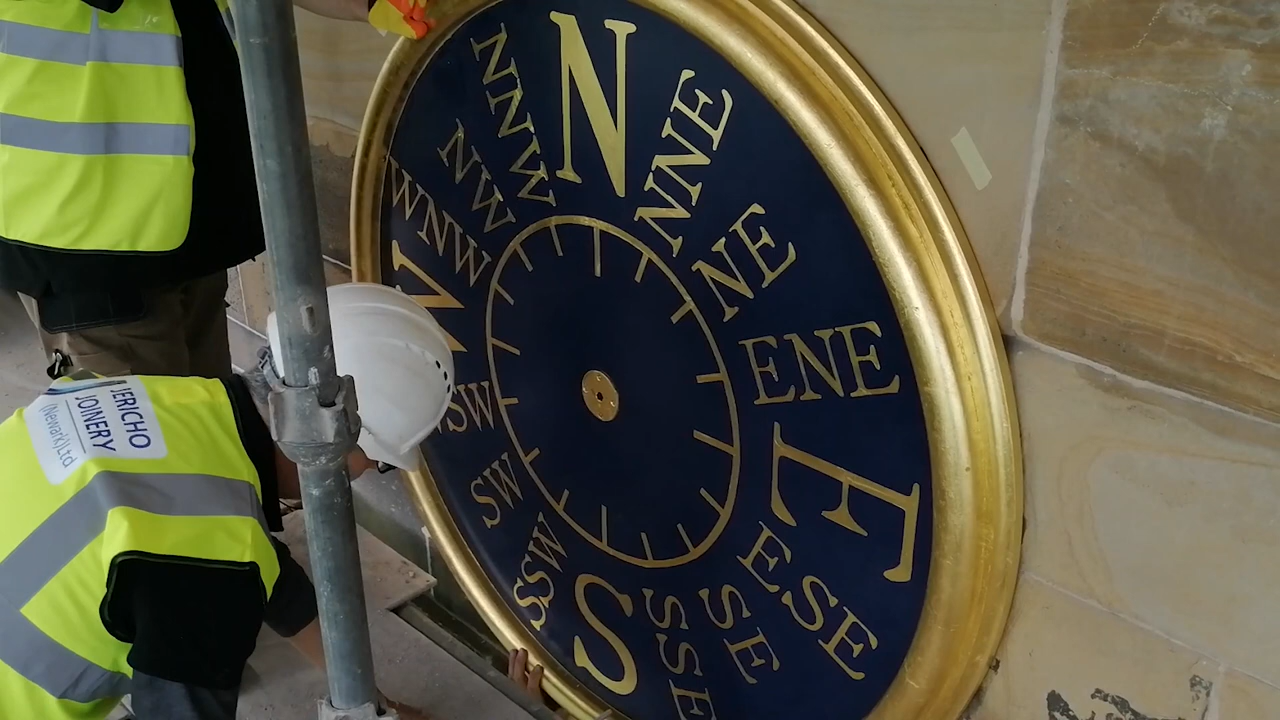 N
NNE
NE
ENE
E
ESE
SE
SSE
S
SSW
SW
WSW
W
WNW
NW
NNW
JERICHO
JOINERY
(Newark) Ltd